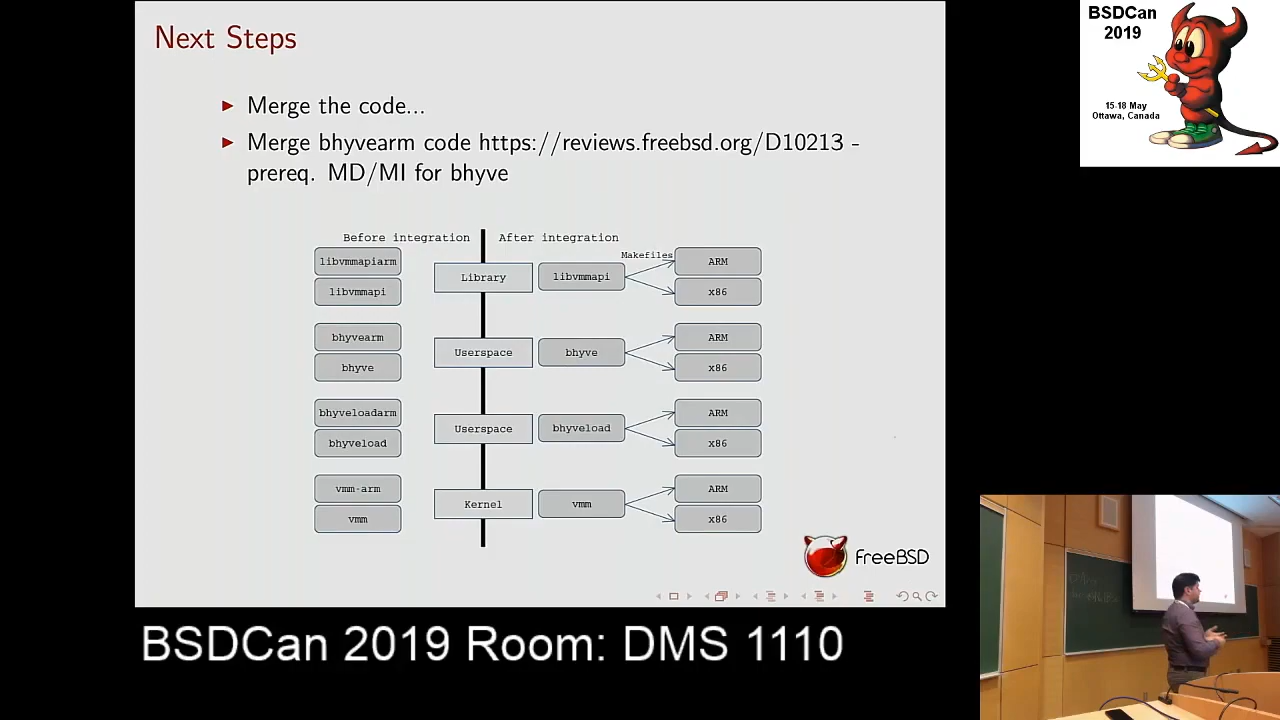 Next Steps
Merge the code...
Merge bhyvearm code https://reviews.freebsd.org/D10213 -
prereq. MD/MI for bhyve
Before integration
After integration
libvmmapiarm
libvmmapi
Library
libvmmapi
Makefiles
ARM
x86
bhyvearm
bhyve
Userspace
bhyve
ARM
x86
bhyveloadarm
bhyveload
Userspace
bhyveload
ARM
x86
vmm-arm
vmm
Kernel
vmm
ARM
x86
FreeBSD
BSDCan 2019 Room: DMS 1110
BSDCan
2019
15-18 May
Ottawa, Canada